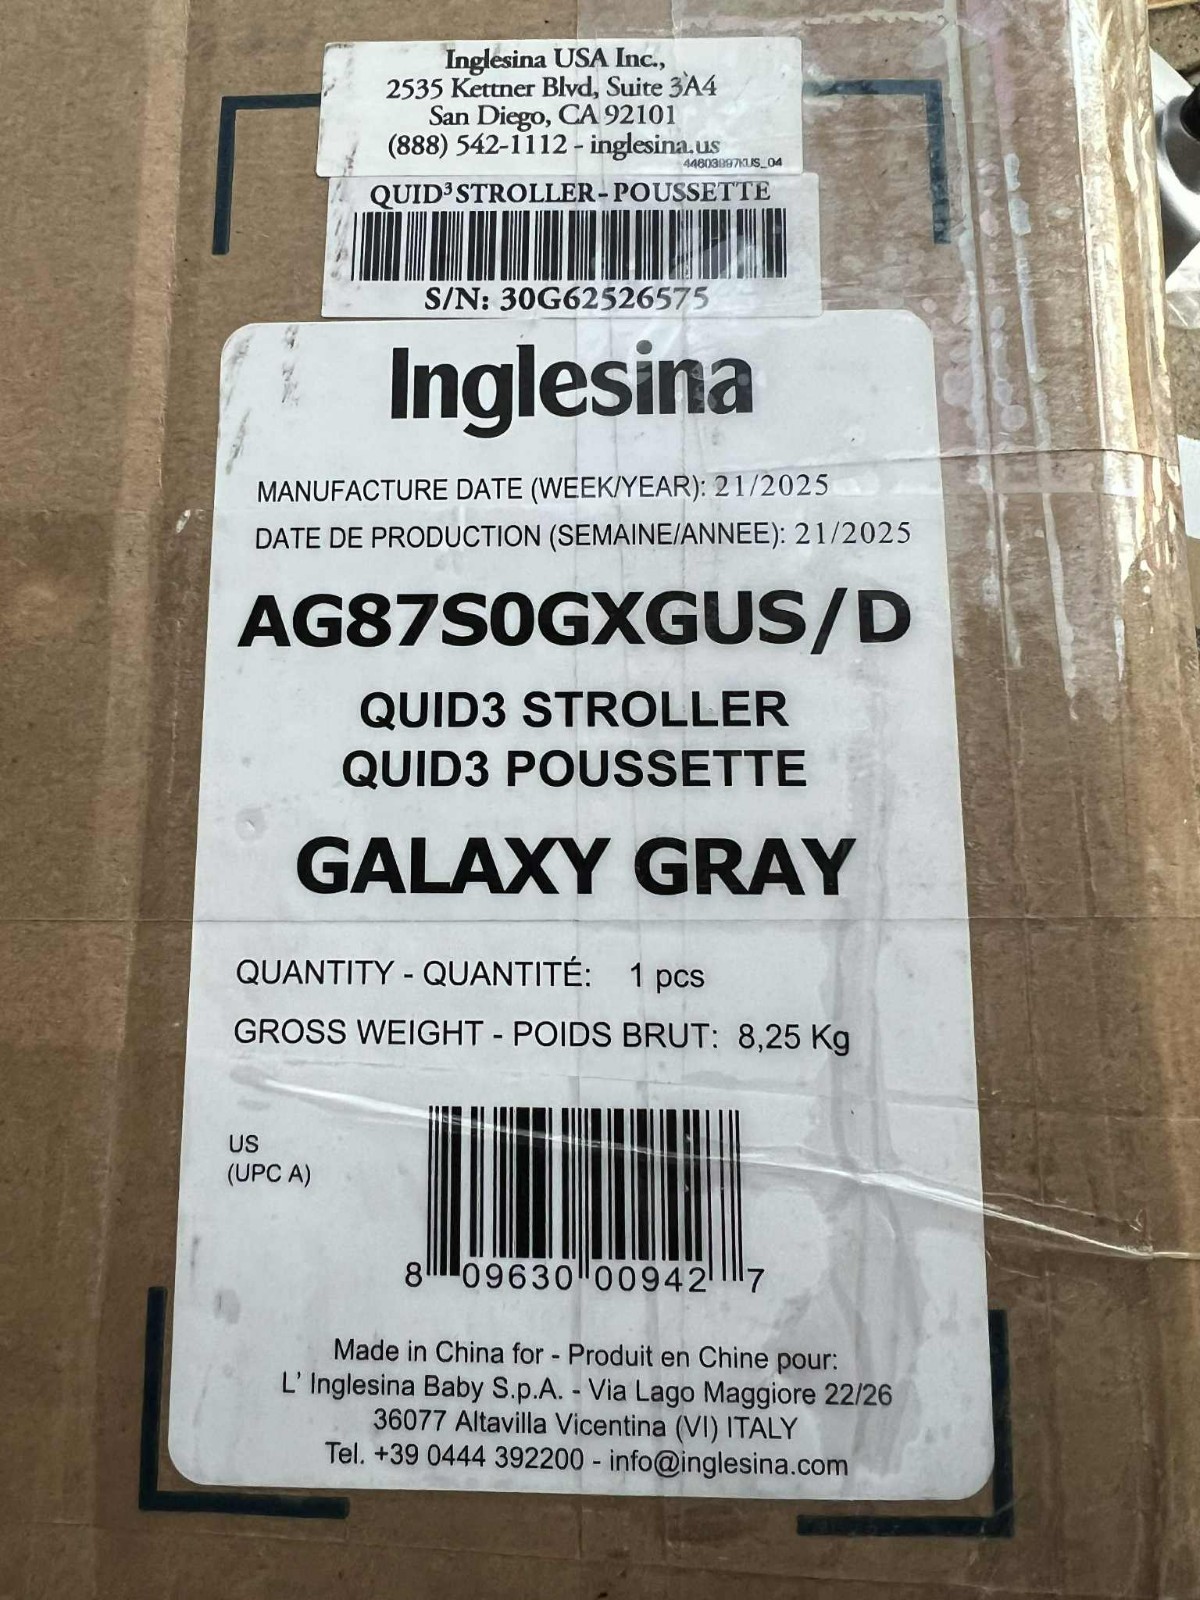 Inglesina USA Inc.,
2535 Kettner Blvd, Suite 3A4
San Diego, CA 92101
(888) 542-1112 - inglesina.us
44603997KUS_04
QUID³ STROLLER-POUSSETTE
S/N: 30G62526575
Inglesina
MANUFACTURE DATE (WEEK/YEAR): 21/2025
DATE DE PRODUCTION (SEMAINE/ANNEE): 21/2025
AG87S0GXGUS/D
QUID3 STROLLER
QUID3 POUSSETTE
GALAXY GRAY
QUANTITY - QUANTITÉ: 1 pcs
GROSS WEIGHT - POIDS BRUT: 8,25 Kg
US
(UPC A)
8 09630 00942 7
Made in China for - Produit en Chine pour:
L' Inglesina Baby S.p.A. - Via Lago Maggiore 22/26
36077 Altavilla Vicentina (VI) ITALY
Tel. +39 0444 392200 - info@inglesina.com